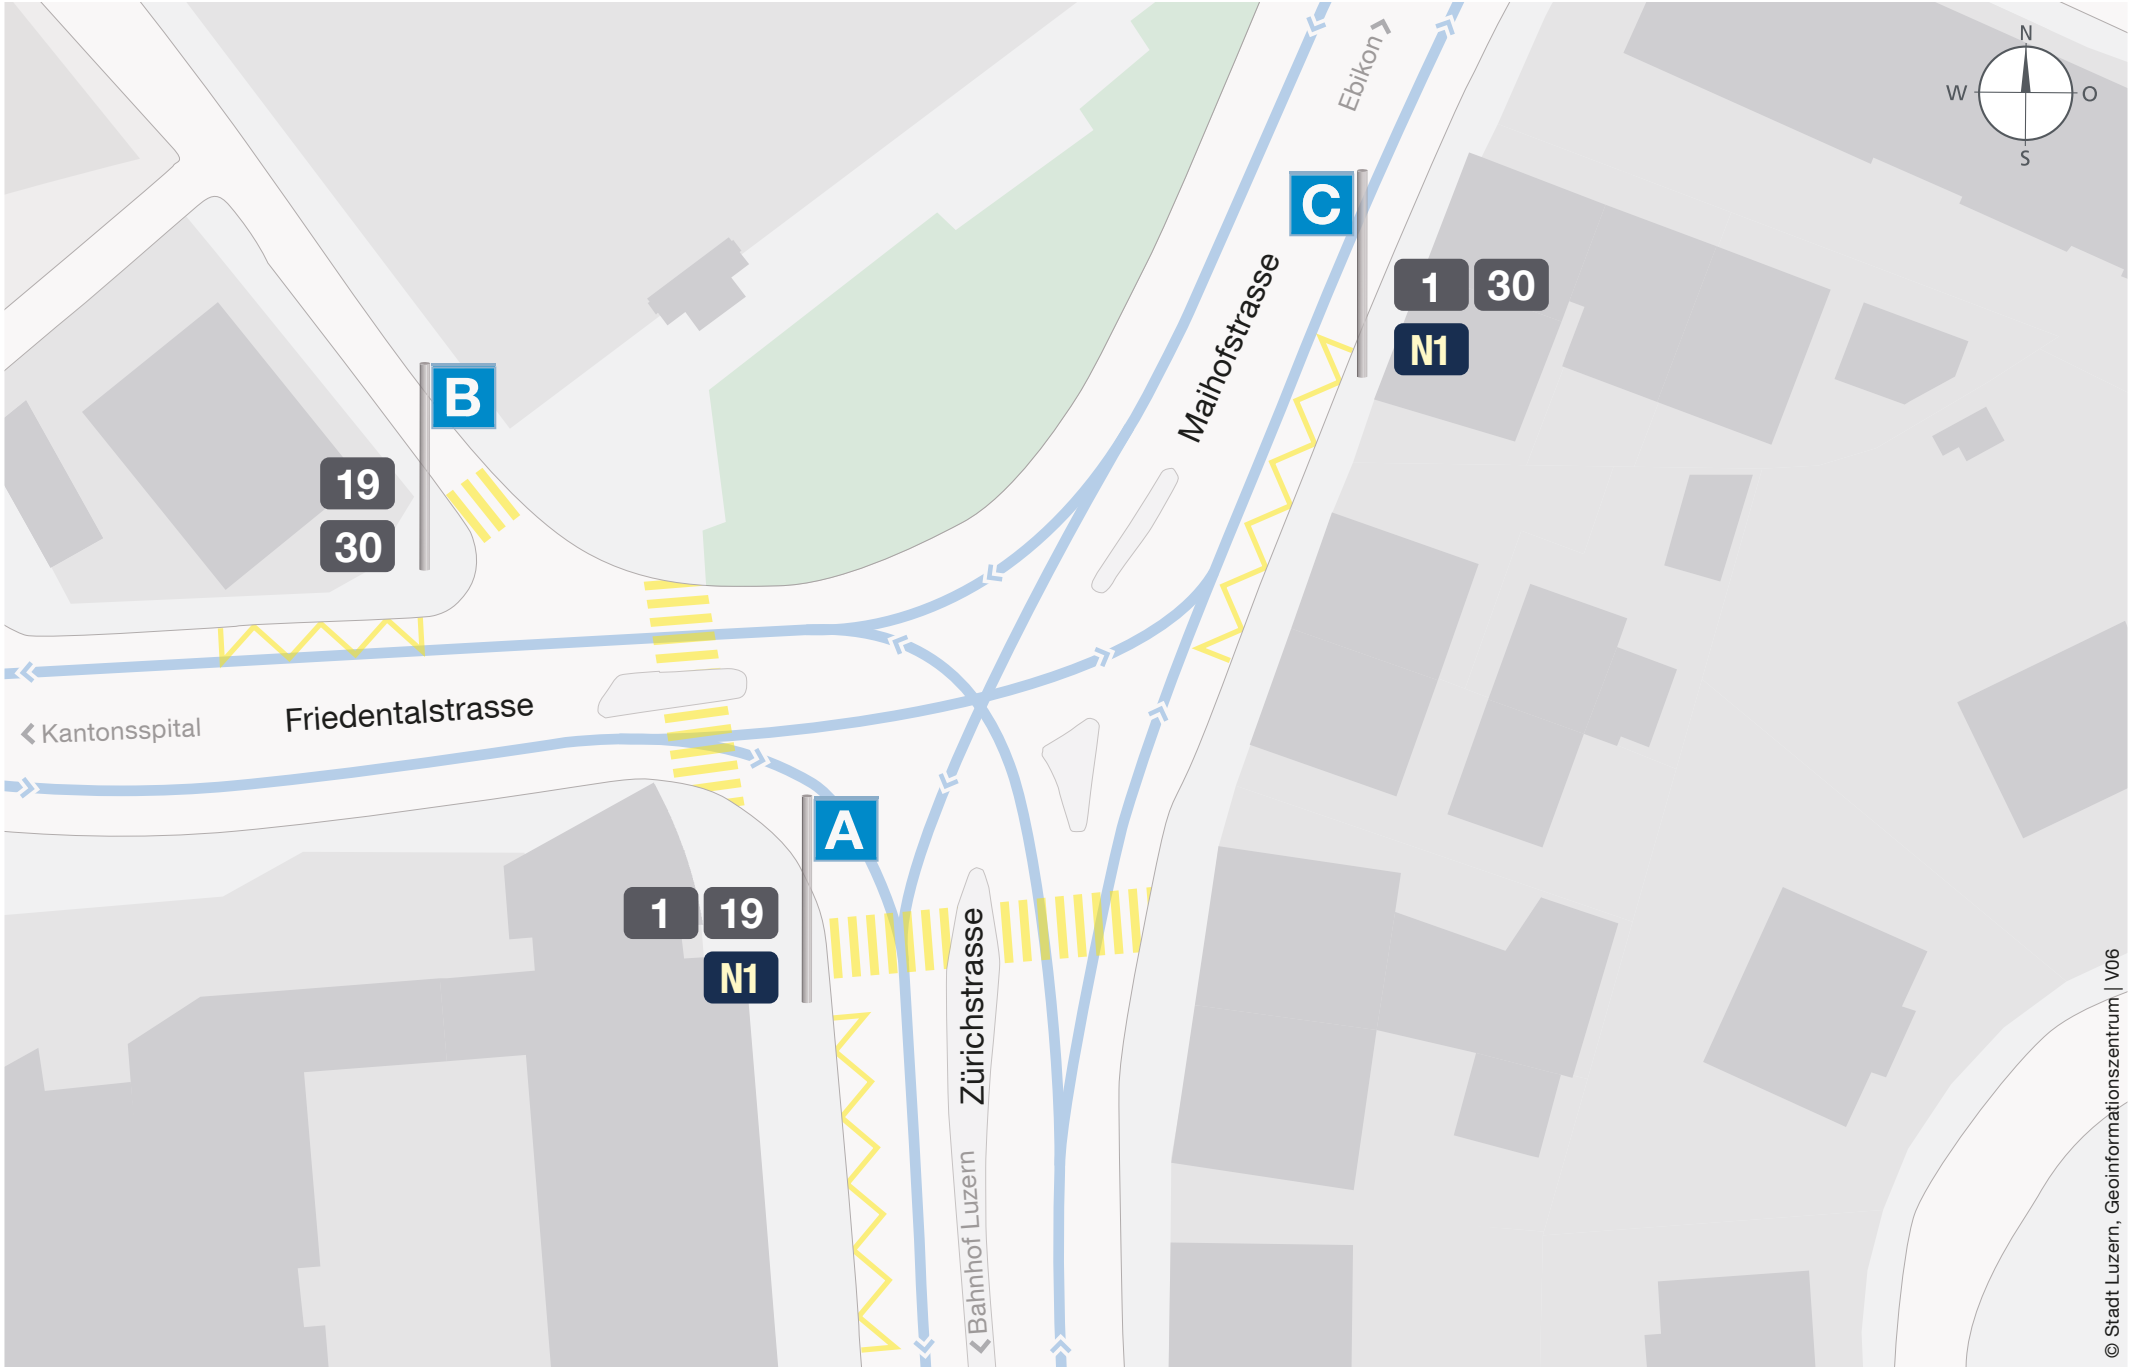 Ebikon
N
W O
S
C
1 30
N1
Maihofstrasse
B
19
30
Friedentalstrasse
Kantonsspital
A
1 19
N1
Zürichstrasse
Bahnhof Luzern
© Stadt Luzern, Geoinformationszentrum | V06